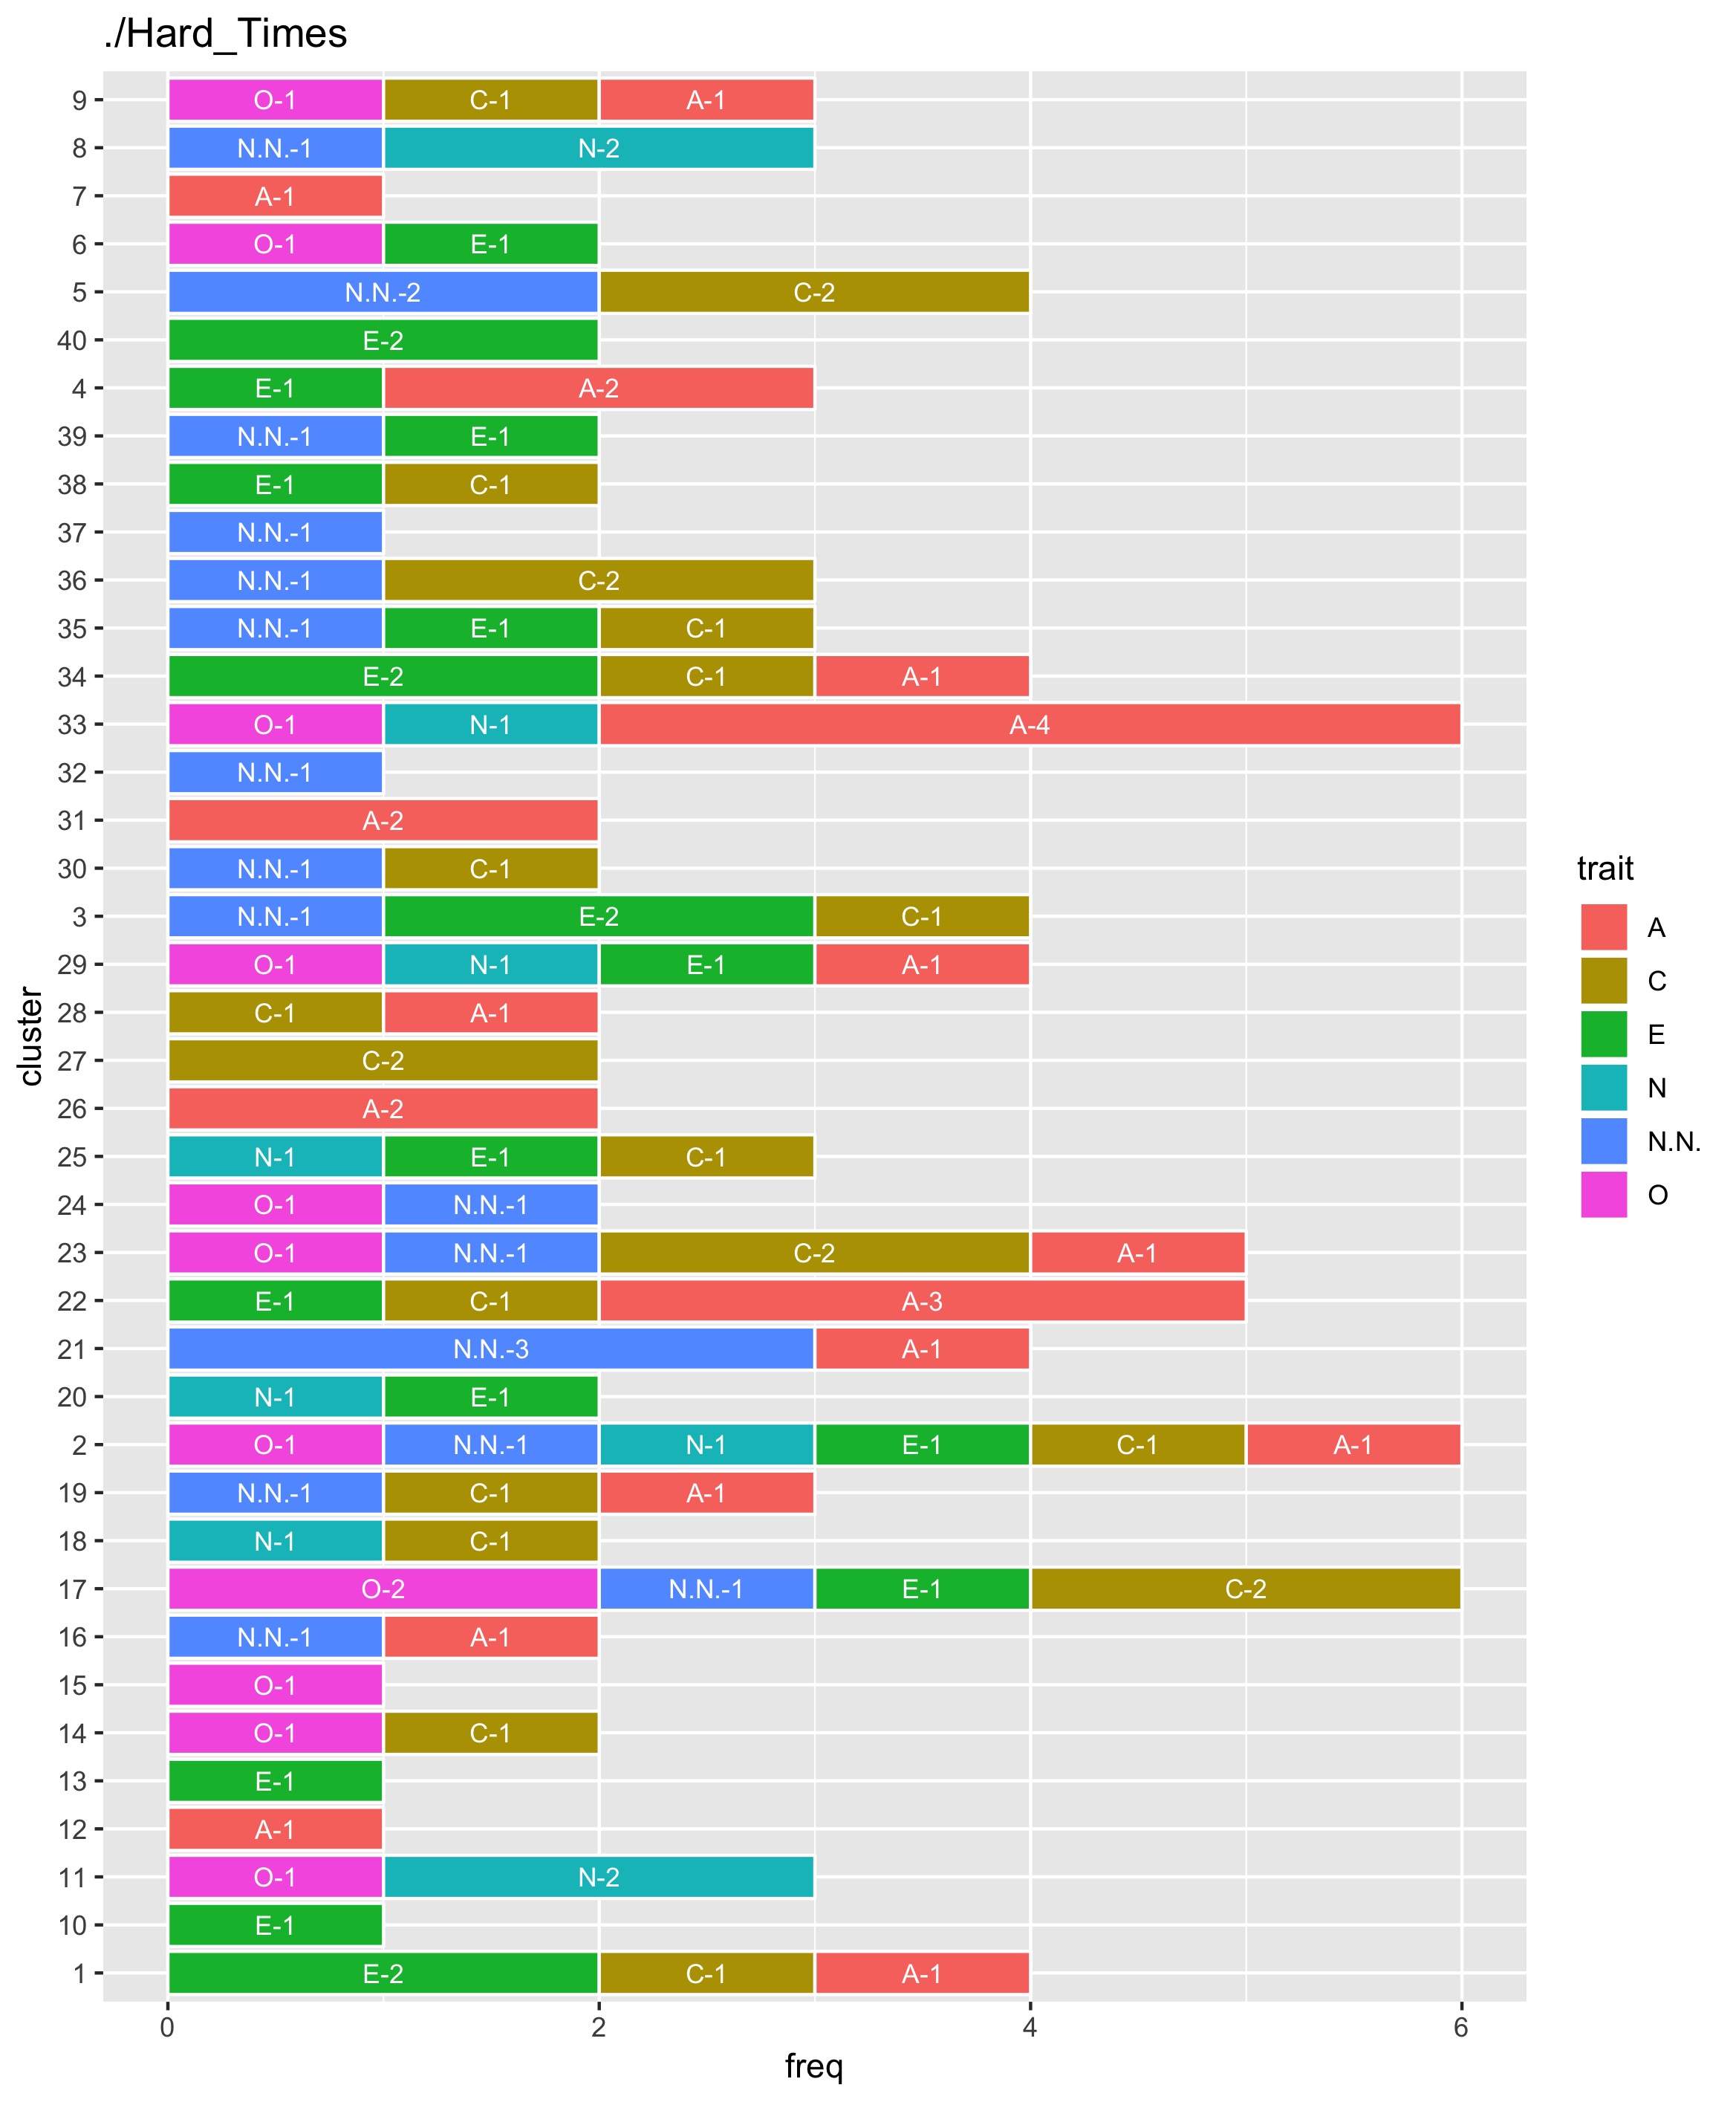 ./Hard_Times
9 O-1 C-1 A-1
8 N.N.-1 N-2
7 A-1
6 O-1 E-1
5 N.N.-2 C-2
40 E-2
4 E-1 A-2
39 N.N.-1 E-1
38 E-1 C-1
37 N.N.-1
36 N.N.-1 C-2
35 N.N.-1 E-1 C-1
34 E-2 C-1 A-1
33 O-1 N-1 A-4
32 N.N.-1
31 A-2
30 N.N.-1 C-1
3 N.N.-1 E-2 C-1
29 O-1 N-1 E-1 A-1
28 C-1 A-1
27 C-2
26 A-2
25 N-1 E-1 C-1
24 O-1 N.N.-1
23 O-1 N.N.-1 C-2 A-1
22 E-1 C-1 A-3
21 N.N.-3 A-1
20 N-1 E-1
2 O-1 N.N.-1 N-1 E-1 C-1 A-1
19 N.N.-1 C-1 A-1
18 N-1 C-1
17 O-2 N.N.-1 E-1 C-2
16 N.N.-1 A-1
15 O-1
14 O-1 C-1
13 E-1
12 A-1
11 O-1 N-2
10 E-1
1 E-2 C-1 A-1
0 2 4 6
freq
cluster
trait
A
C
E
N
N.N.
O